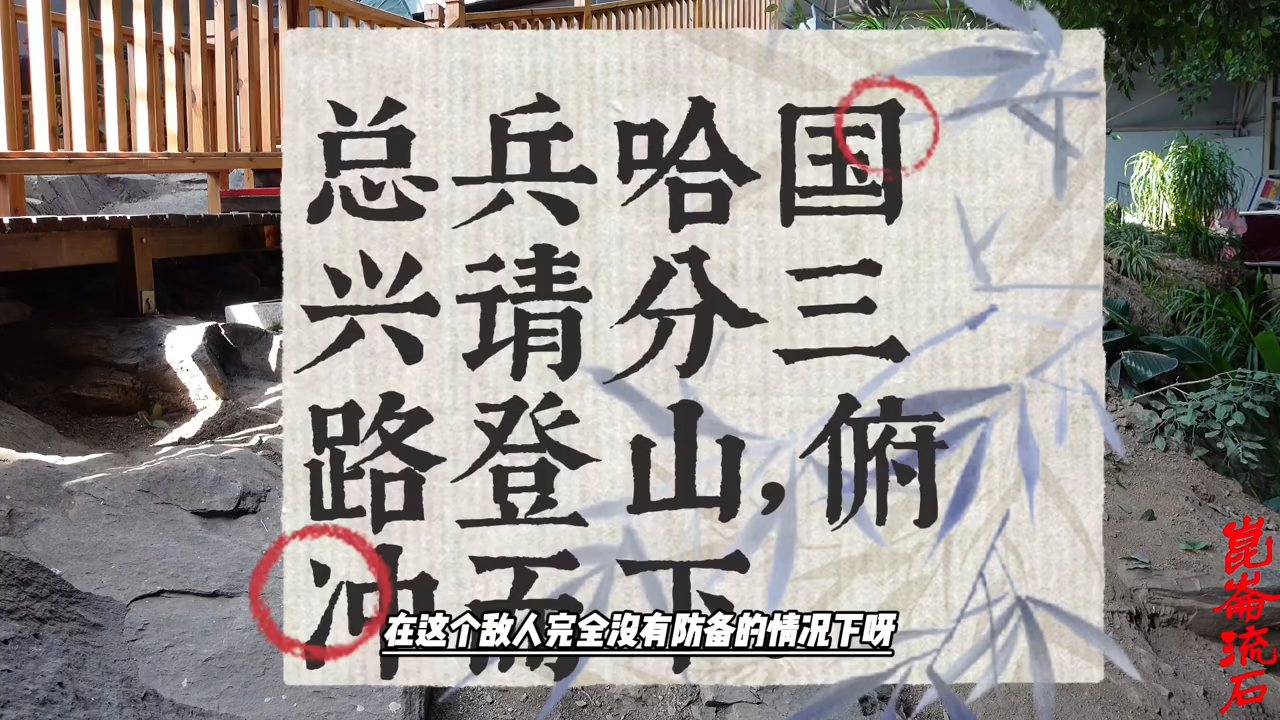 总兵哈国
兴请分三
路登山，俯
冲而下
在这个敌人完全没有防备的情况下呀
崑崙流石